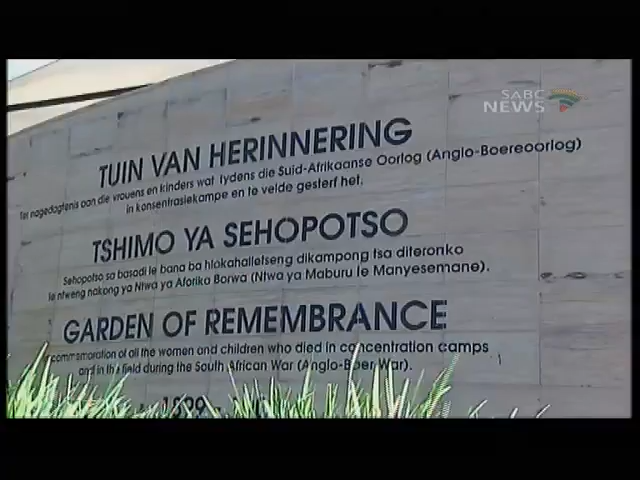 SABC
NEWS
TUIN VAN HERINNERING
Ter nagedagtenis aan die vrouens en kinders wat tydens die Suid-Afrikaanse Oorlog (Anglo-Boereoorlog)
in konsentrasiekampe en te velde gesterf het.
TSHIMO YA SEHOPOTSO
Sehopotso sa basadi le bana ba hlokahalletseng dikampong tsa diteronko
le ntweng nakong ya Ntwa ya Aforika Borwa (Ntwa ya Maburu le Manyesemane).
GARDEN OF REMEMBRANCE
commemoration of all the women and children who died in concentration camps
and in the field during the South African War (Anglo-Boer War).
1899